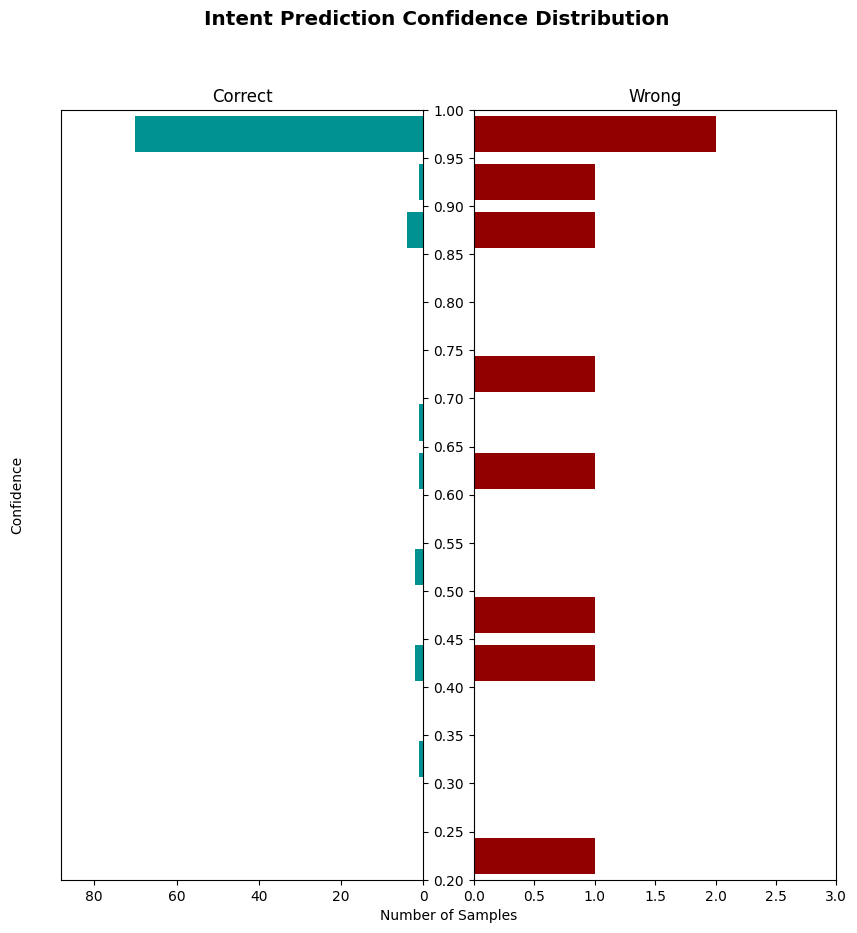 Intent Prediction Confidence Distribution
Correct
Wrong
1.00
0.95
0.90
0.85
0.80
0.75
0.70
0.65
0.60
0.55
0.50
0.45
0.40
0.35
0.30
0.25
0.20
Confidence
80 60 40 20 0
0.0 0.5 1.0 1.5 2.0 2.5 3.0
Number of Samples